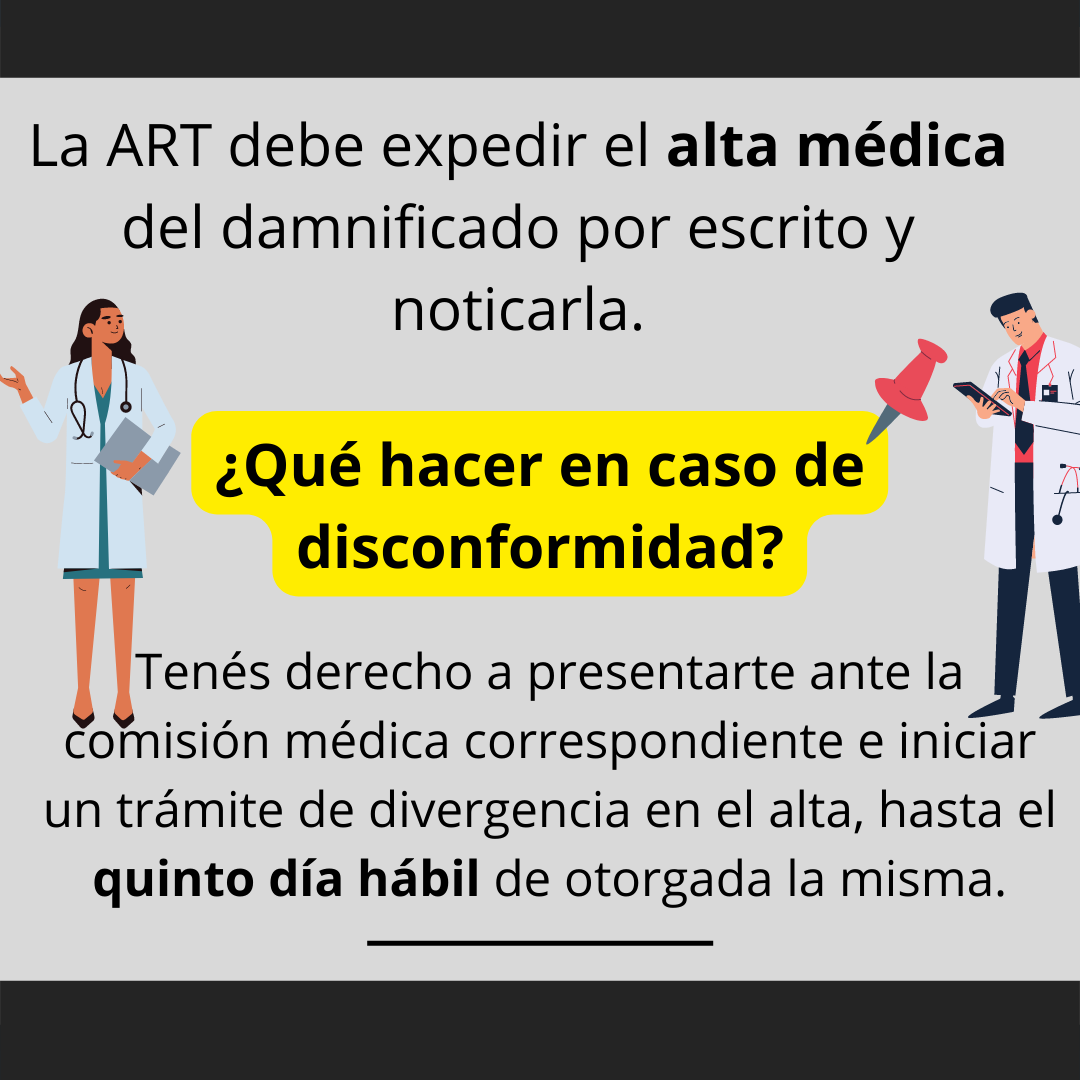 La ART debe expedir el alta médica
del damnificado por escrito y
noticarla.
¿Qué hacer en caso de
disconformidad?
Tenés derecho a presentarte ante la
comisión médica correspondiente e iniciar
un trámite de divergencia en el alta, hasta el
quinto día hábil de otorgada la misma.